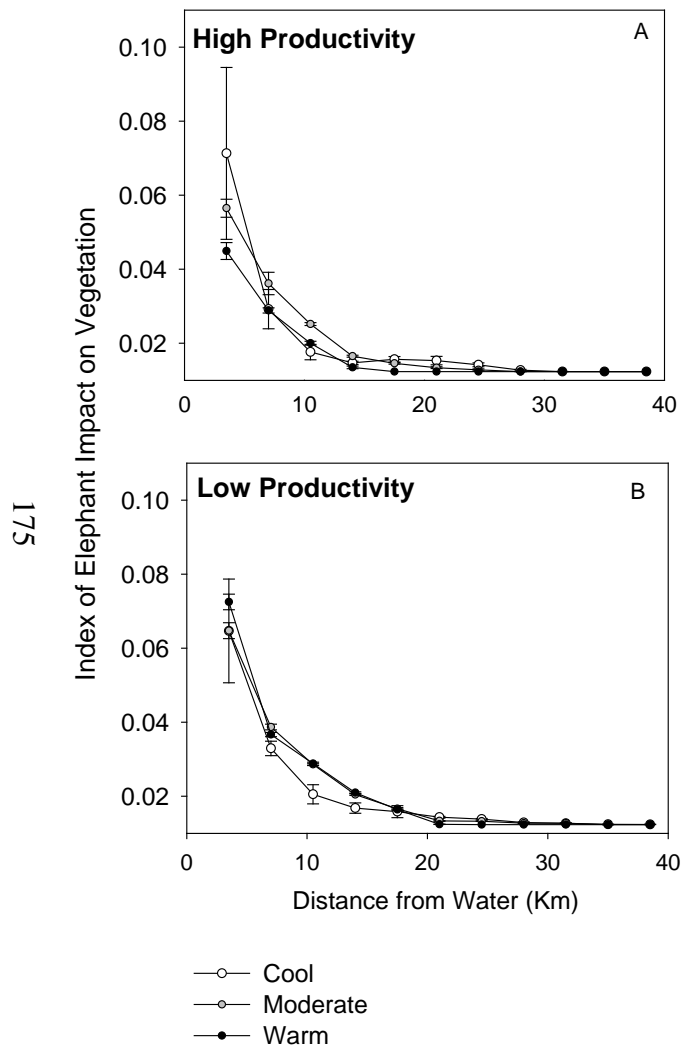 High Productivity
A
0.10
0.08
0.06
0.04
0.02
0 10 20 30 40
Index of Elephant Impact on Vegetation
175
Low Productivity
B
0.10
0.08
0.06
0.04
0.02
0 10 20 30 40
Distance from Water (Km)
Cool
Moderate
Warm